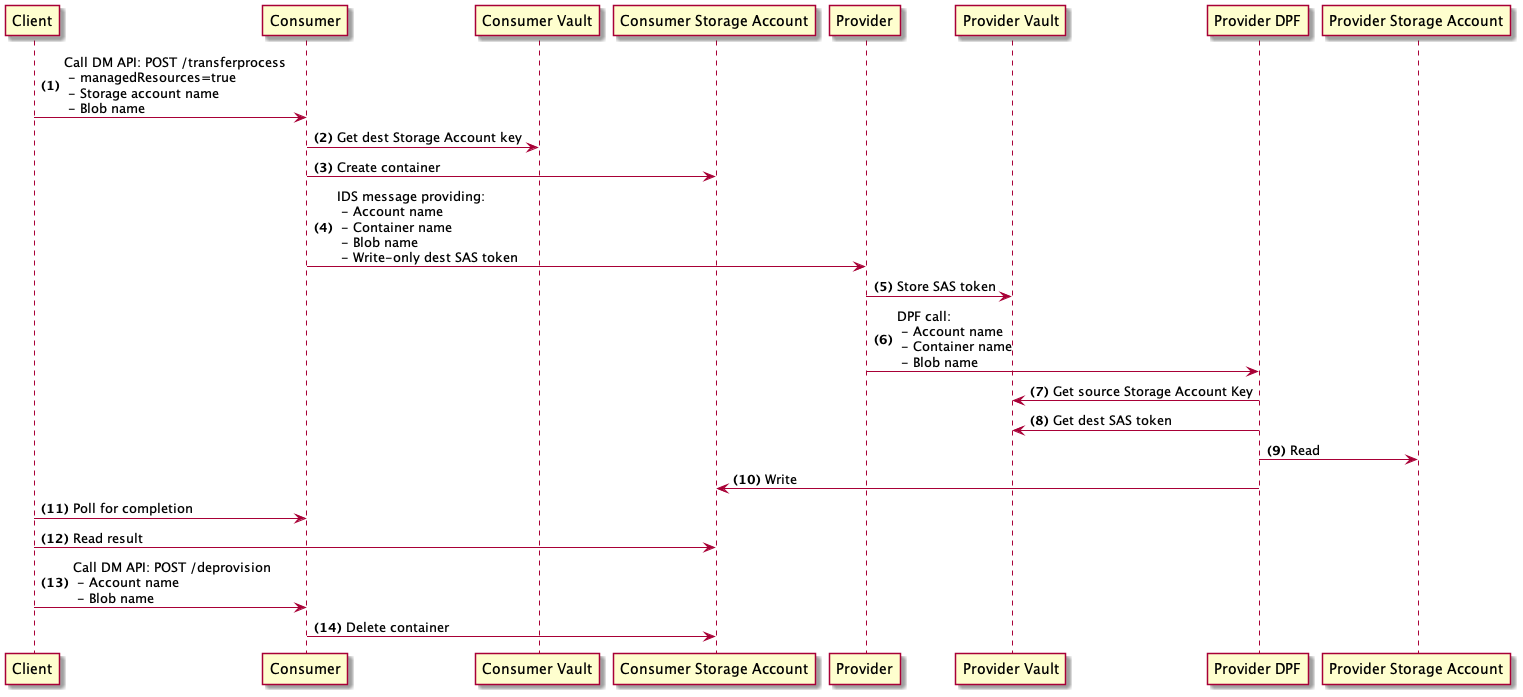 Client
Consumer
Consumer Vault
Consumer Storage Account
Provider
Provider Vault
Provider DPF
Provider Storage Account
Call DM API: POST /transferprocess
- managedResources=true
(1) - Storage account name
- Blob name
(2) Get dest Storage Account key
(3) Create container
IDS message providing:
- Account name
(4) - Container name
- Blob name
- Write-only dest SAS token
(5) Store SAS token
DPF call:
- Account name
(6) - Container name
- Blob name
(7) Get source Storage Account Key
(8) Get dest SAS token
(9) Read
(10) Write
(11) Poll for completion
(12) Read result
Call DM API: POST /deprovision
(13) - Account name
- Blob name
(14) Delete container
Client
Consumer
Consumer Vault
Consumer Storage Account
Provider
Provider Vault
Provider DPF
Provider Storage Account